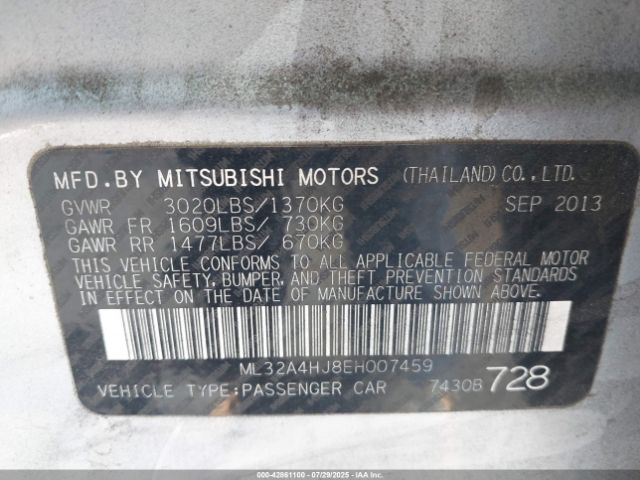 MFD.BY MITSUBISHI MOTORS (THAILAND) CO., LTD.
GVWR 3020LBS/1370KG SEP 2013
GAWR FR 1609LBS/ 730KG
GAWR RR 1477LBS/ 670KG
THIS VEHICLE CONFORMS TO ALL APPLICABLE FEDERAL MOTOR
VEHICLE SAFETY, BUMPER, AND THEFT PREVENTION STANDARDS
IN EFFECT ON THE DATE OF MANUFACTURE SHOWN ABOVE.
ML32A4HJ8EH007459
VEHICLE TYPE:PASSENGER CAR 7430B 728
000-42861100 | 07/29/2025 | IAAI.COM